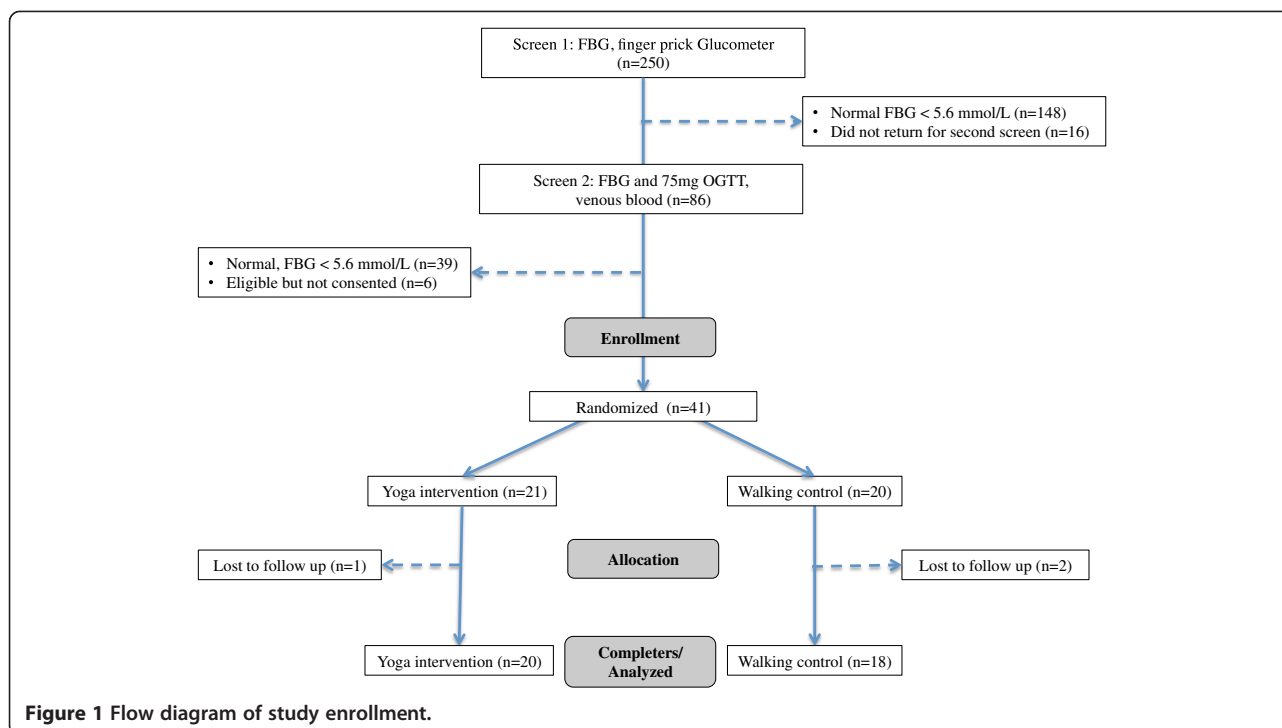 Screen 1: FBG, finger prick Glucometer
(n=250)
• Normal FBG < 5.6 mmol/L (n=148)
• Did not return for second screen (n=16)
Screen 2: FBG and 75mg OGTT,
venous blood (n=86)
• Normal, FBG < 5.6 mmol/L (n=39)
• Eligible but not consented (n=6)
Enrollment
Randomized (n=41)
Yoga intervention (n=21)
Walking control (n=20)
Lost to follow up (n=1)
Allocation
Lost to follow up (n=2)
Yoga intervention (n=20)
Completers/
Analyzed
Walking control (n=18)
Figure 1 Flow diagram of study enrollment.